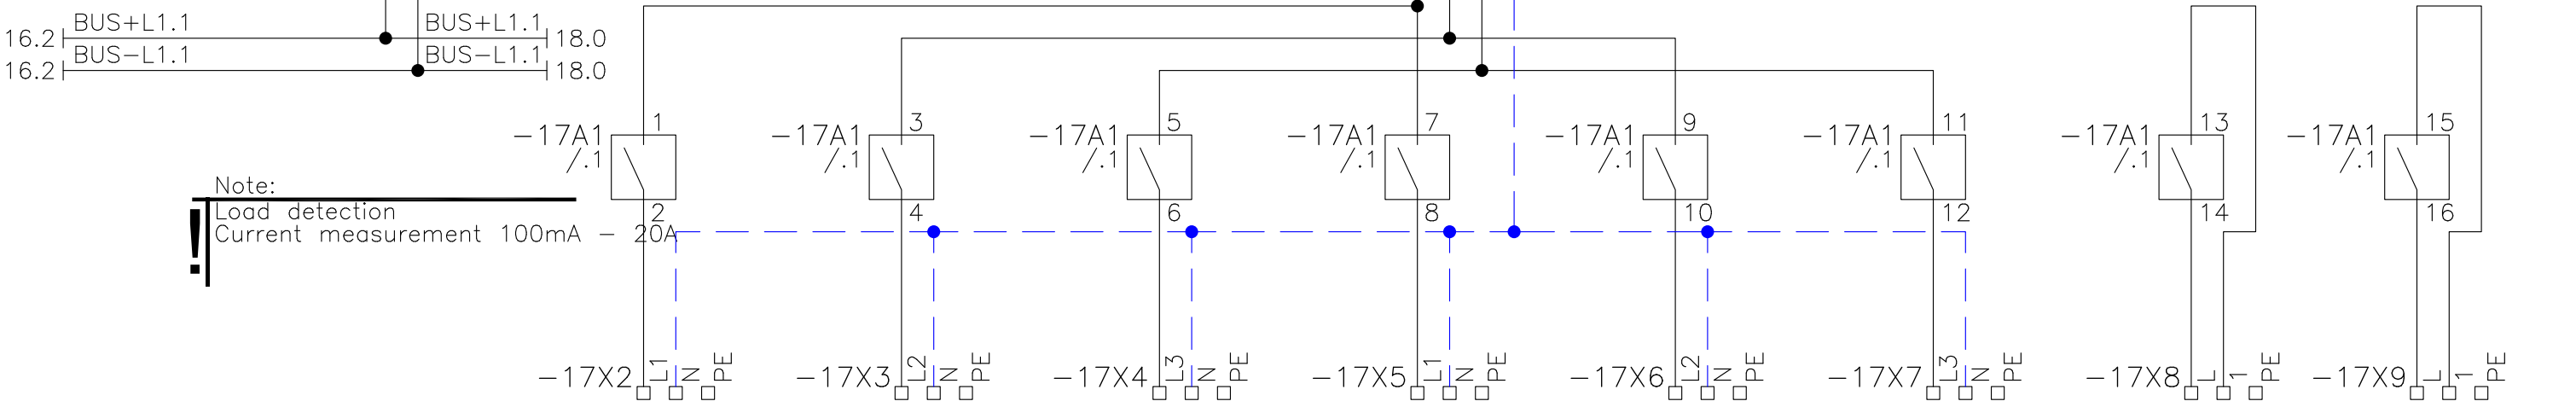 16.2 BUS+L1.1 BUS+L1.1 18.0
16.2 BUS-L1.1 BUS-L1.1 18.0
-17A1 1 -17A1 3 -17A1 5 -17A1 7 -17A1 9 -17A1 11 -17A1 13 -17A1 15
/.1 /.1 /.1 /.1 /.1 /.1 /.1 /.1
2 4 6 8 10 12 14 16
Note:
Load detection
Current measurement 100mA - 20A
-17X2 L1 N PE -17X3 L2 N PE -17X4 L3 N PE -17X5 L1 N PE -17X6 L2 N PE -17X7 L3 N PE -17X8 L 1 PE -17X9 L 1 PE